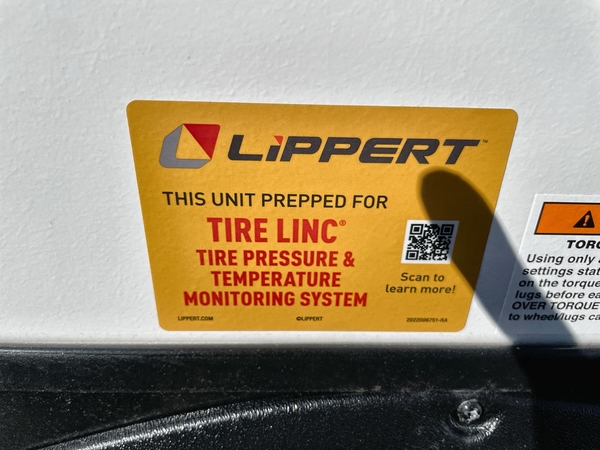 LiPPERT™
THIS UNIT PREPPED FOR
TIRE LINC®
TIRE PRESSURE &
TEMPERATURE
MONITORING SYSTEM
Scan to
learn more!
LIPPERT.COM
©LIPPERT
TORQ
Using only
settings stat
on the torque
lugs before ea
OVER TORQUE
to wheel/lugs ca